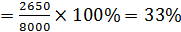 = 2650/8000 × 100% = 33%